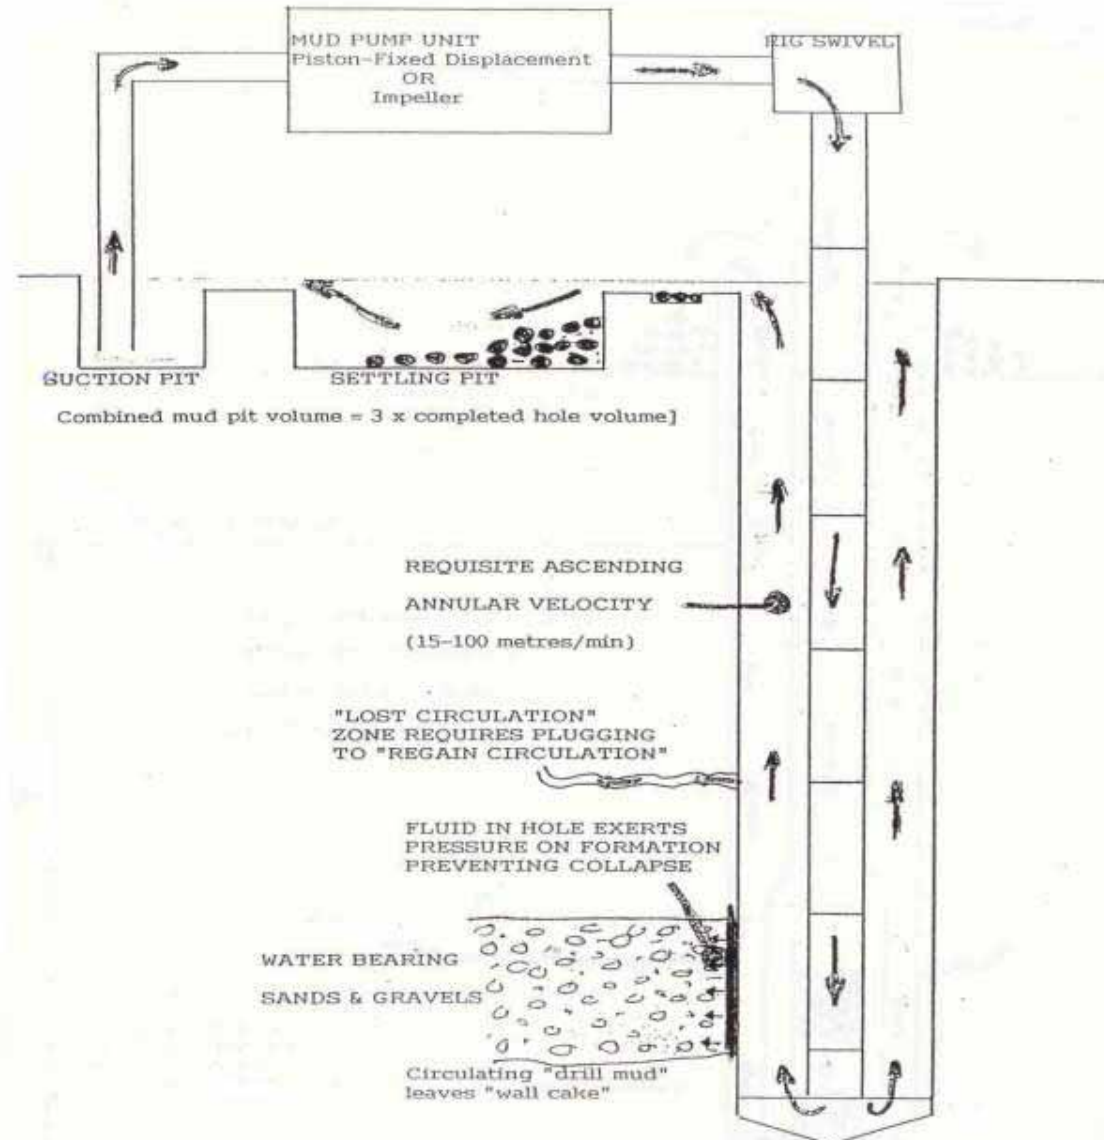 MUD PUMP UNIT
Piston-Fixed Displacement
OR
Impeller
RIG SWIVEL
SUCTION PIT
SETTLING PIT
Combined mud pit volume = 3 x completed hole volume]
REQUISITE ASCENDING
ANNULAR VELOCITY
(15-100 metres/min)
"LOST CIRCULATION"
ZONE REQUIRES PLUGGING
TO "REGAIN CIRCULATION"
FLUID IN HOLE EXERTS
PRESSURE ON FORMATION
PREVENTING COLLAPSE
WATER BEARING
SANDS & GRAVELS
Circulating "drill mud"
leaves "wall cake"